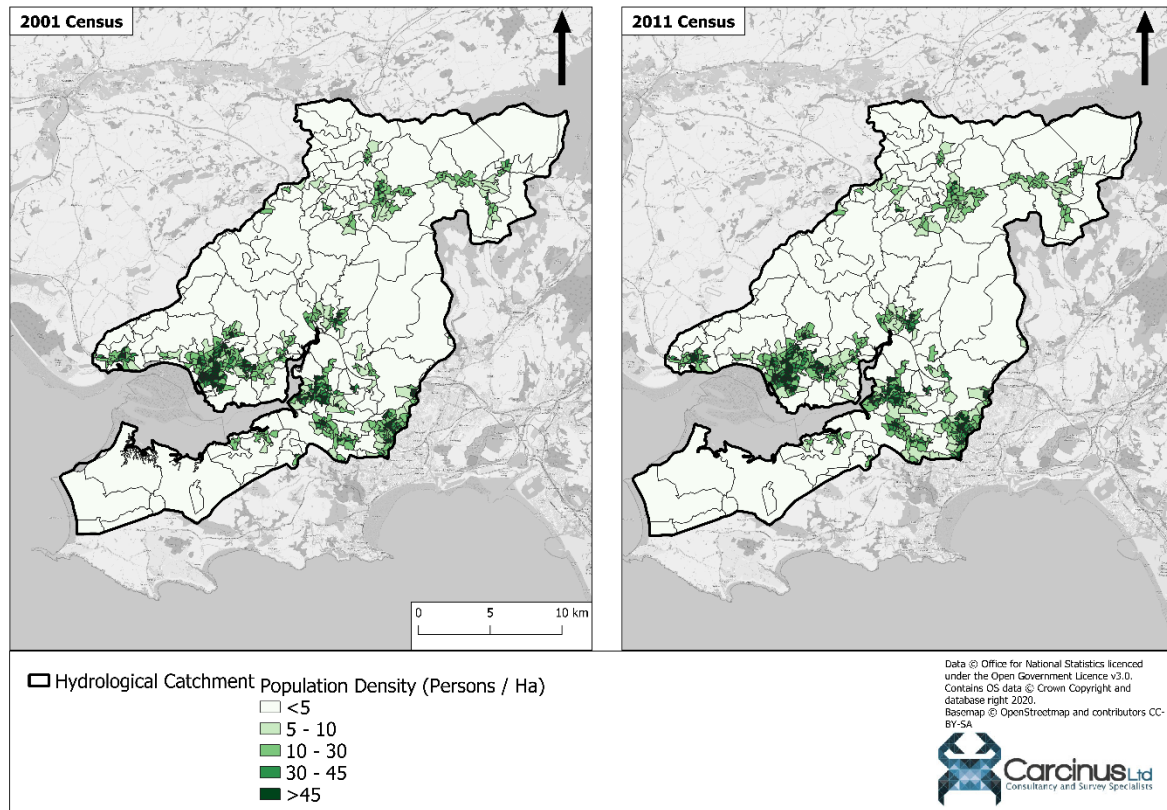 2001 Census
2011 Census
0 5 10 km
Hydrological Catchment
Population Density (Persons / Ha)
<5
5 - 10
10 - 30
30 - 45
>45
Data © Office for National Statistics licenced
under the Open Government Licence v3.0.
Contains OS data © Crown Copyright and
database right 2020.
Basemap © OpenStreetmap and contributors CC-
BY-SA
Carcinus Ltd
Consultancy and Survey Specialists